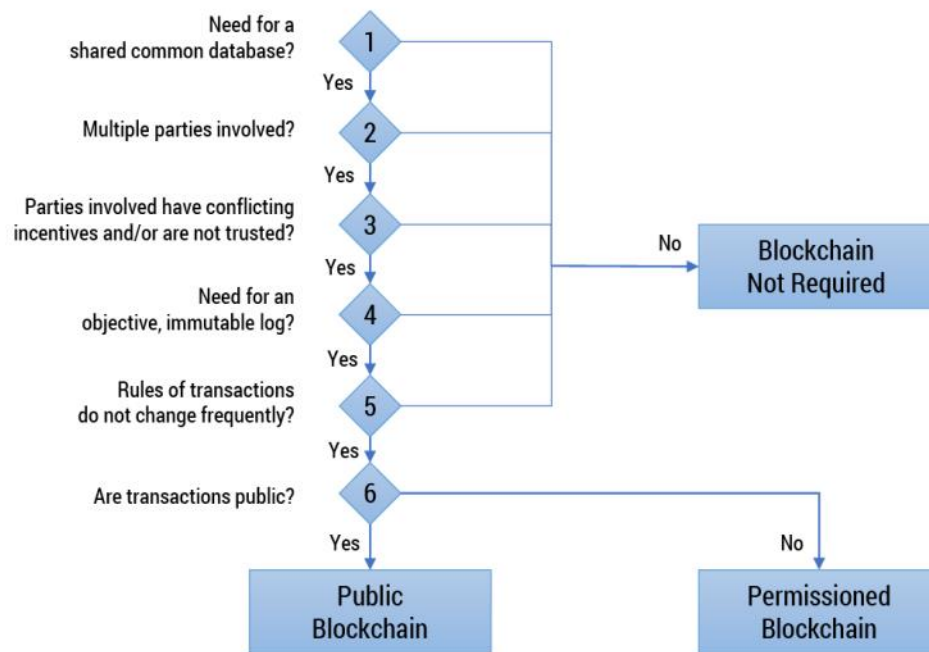 Need for a
shared common database?
1
Yes
Multiple parties involved?
2
Yes
Parties involved have conflicting
incentives and/or are not trusted?
3
No
Blockchain
Not Required
Yes
Need for an
objective, immutable log?
4
Yes
Rules of transactions
do not change frequently?
5
Yes
Are transactions public?
6
Yes
No
Public
Blockchain
Permissioned
Blockchain